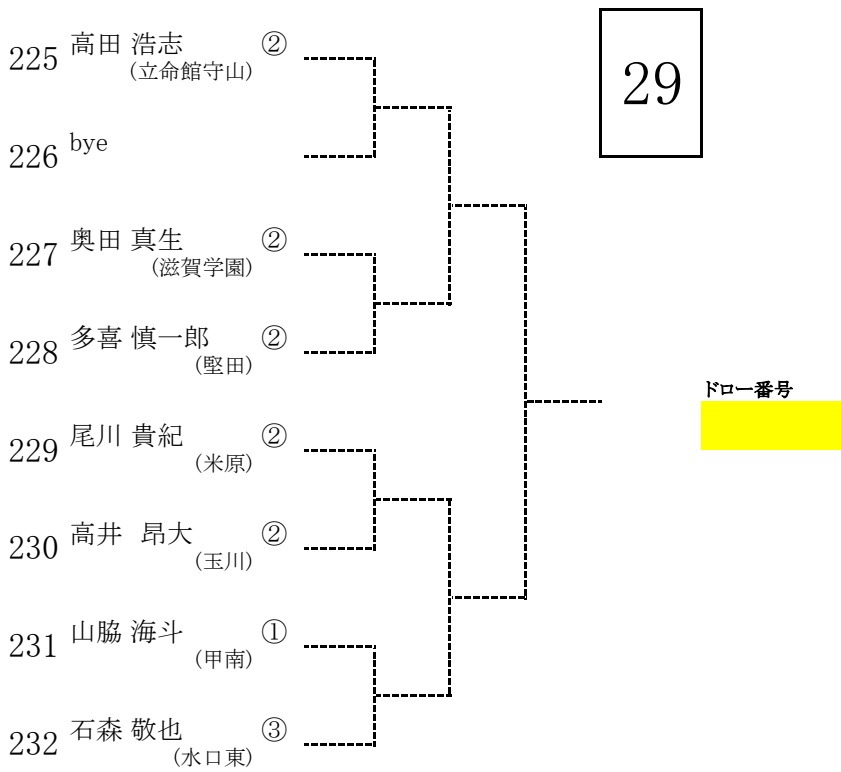 29
225 高田 浩志 ②
(立命館守山)
226 bye
227 奥田 真生 ②
(滋賀学園)
228 多喜 慎一郎 ②
(堅田)
ドロー番号
229 尾川 貴紀 ②
(米原)
230 高井 昂大 ②
(玉川)
231 山脇 海斗 ①
(甲南)
232 石森 敬也 ③
(水口東)